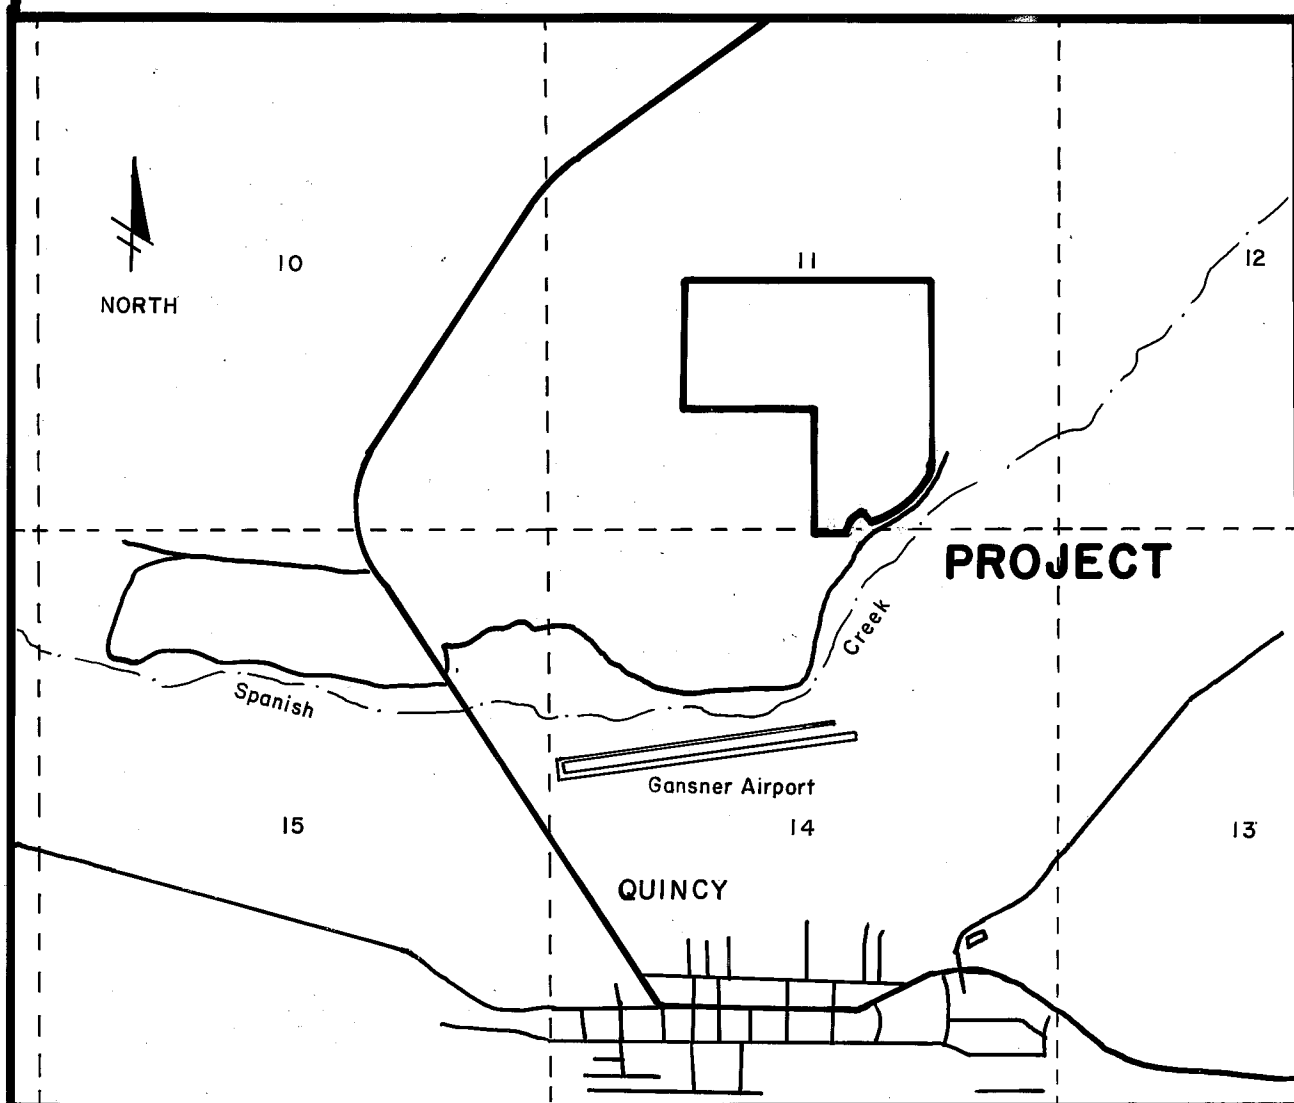 10
11
12
NORTH
PROJECT
Creek
Spanish
Gansner Airport
15
14
13
QUINCY